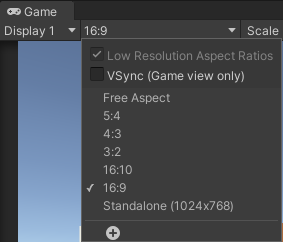 Game
Display 1 16:9 Scale
Low Resolution Aspect Ratios
VSync (Game view only)
Free Aspect
5:4
4:3
3:2
16:10
16:9
Standalone (1024x768)